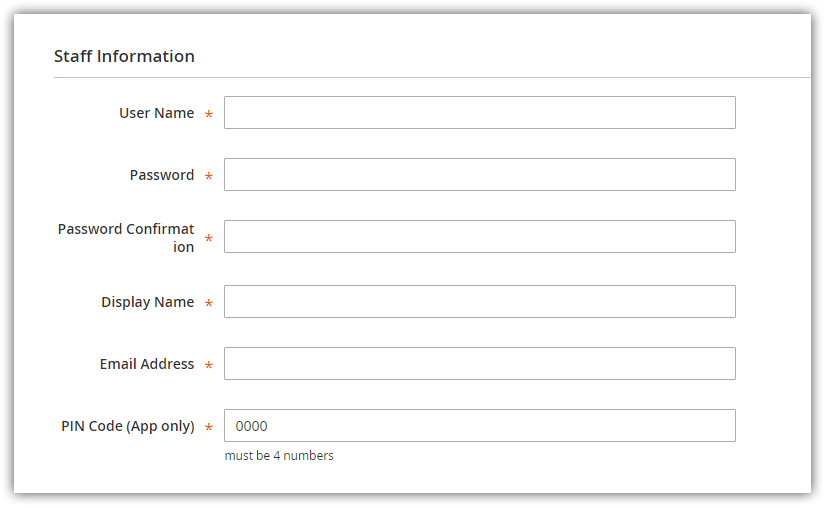 Staff Information
User Name *
Password *
Password Confirmat
ion *
Display Name *
Email Address *
PIN Code (App only) * 0000
must be 4 numbers